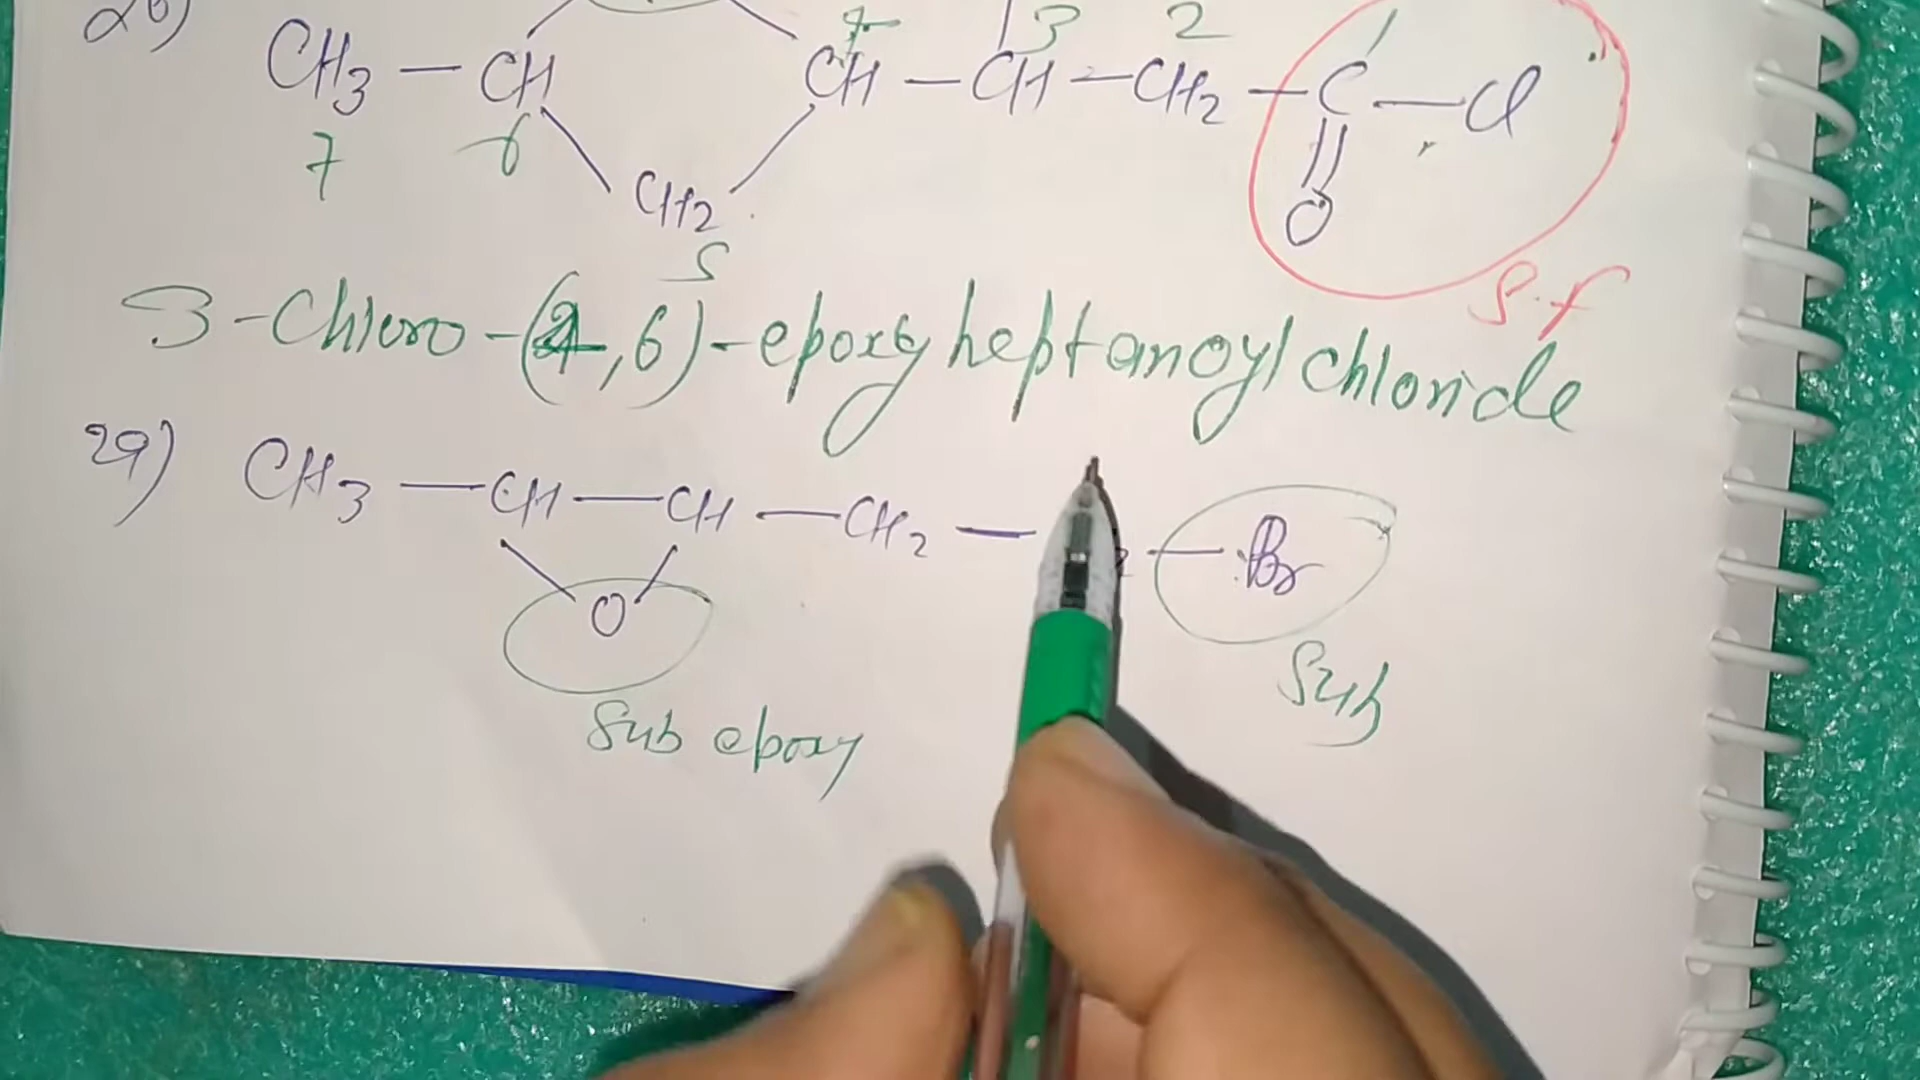 28)
CH3 — CH CH — CH — CH2 — C — Cl
7 6 4 3 2 1
CH2 O
5 S.f
3-Chloro-(4,6)-epoxy heptanoyl chloride
29) CH3 — CH — CH — CH2 — 2 — Br
O
Sub epoxy Sub